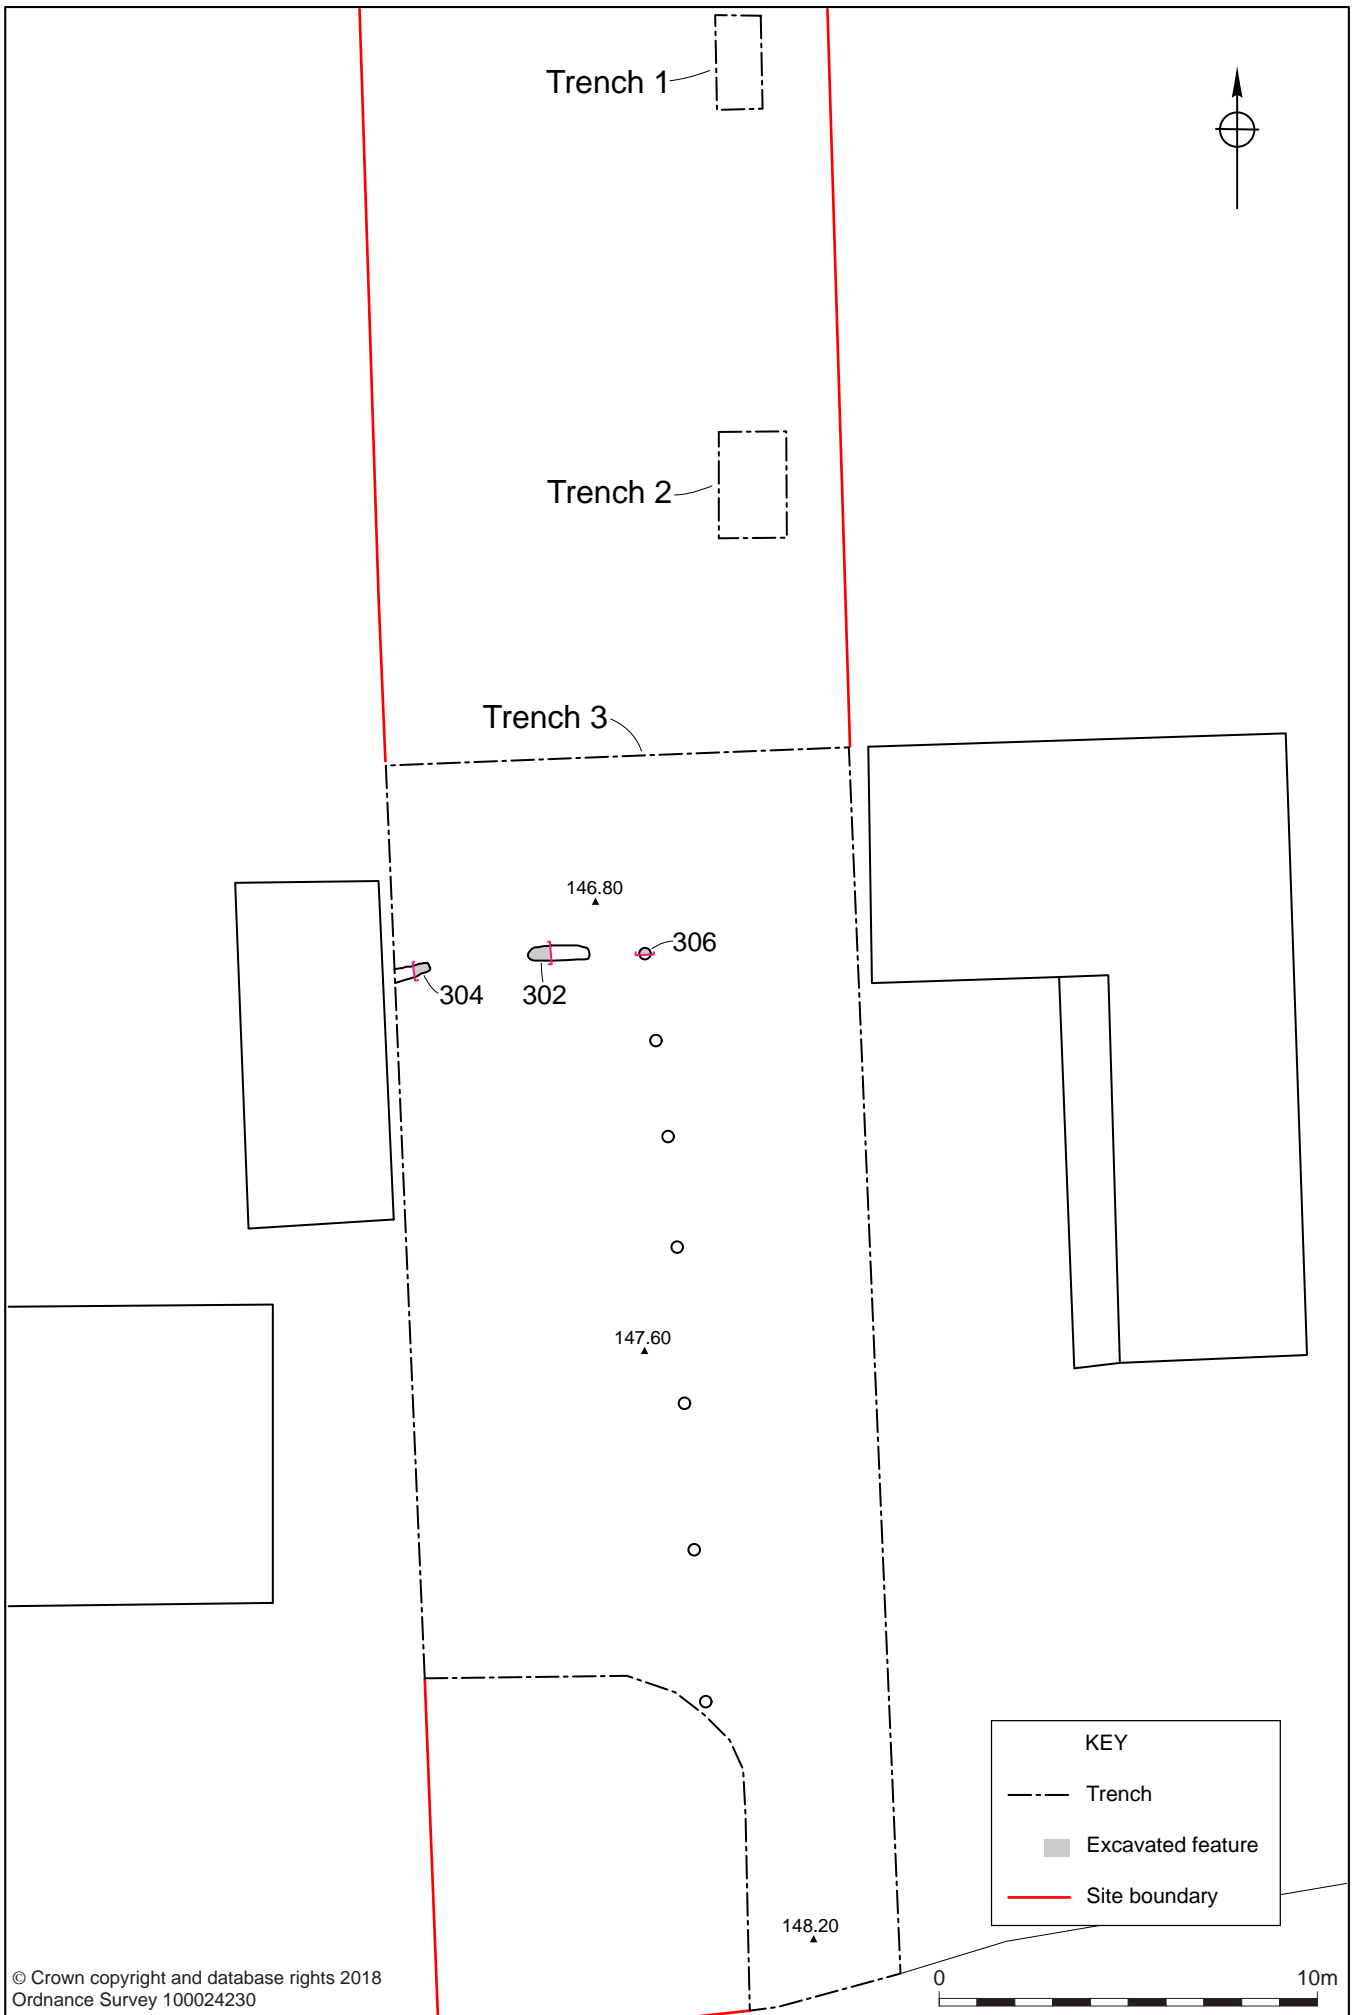 Trench 1
Trench 2
Trench 3
146.80
306
304
302
147.60
KEY
Trench
Excavated feature
Site boundary
148.20
© Crown copyright and database rights 2018
Ordnance Survey 100024230
0
10m